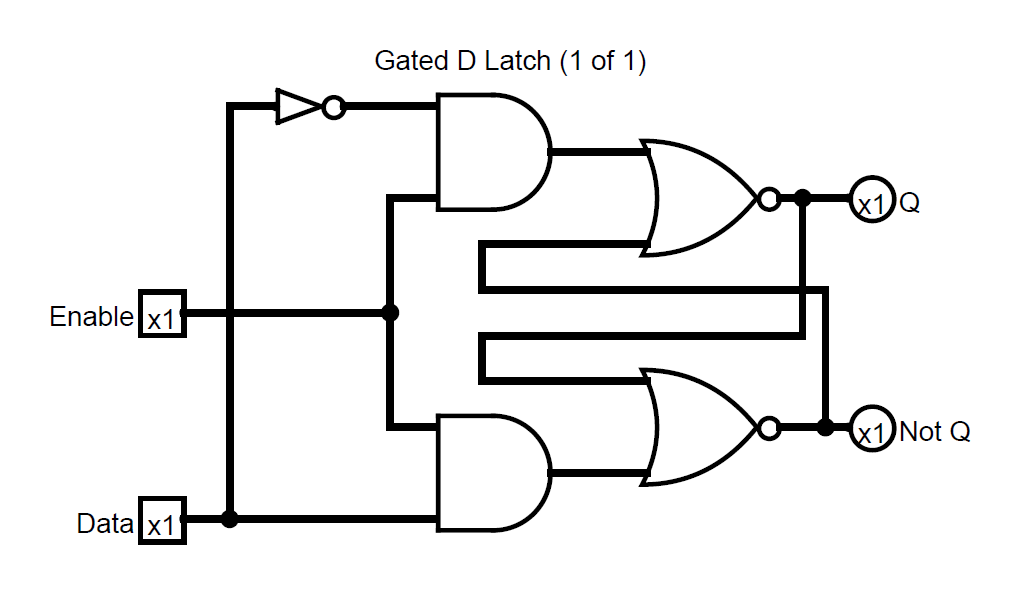 Gated D Latch (1 of 1)
x1 Q
Enable x1
x1 Not Q
Data x1